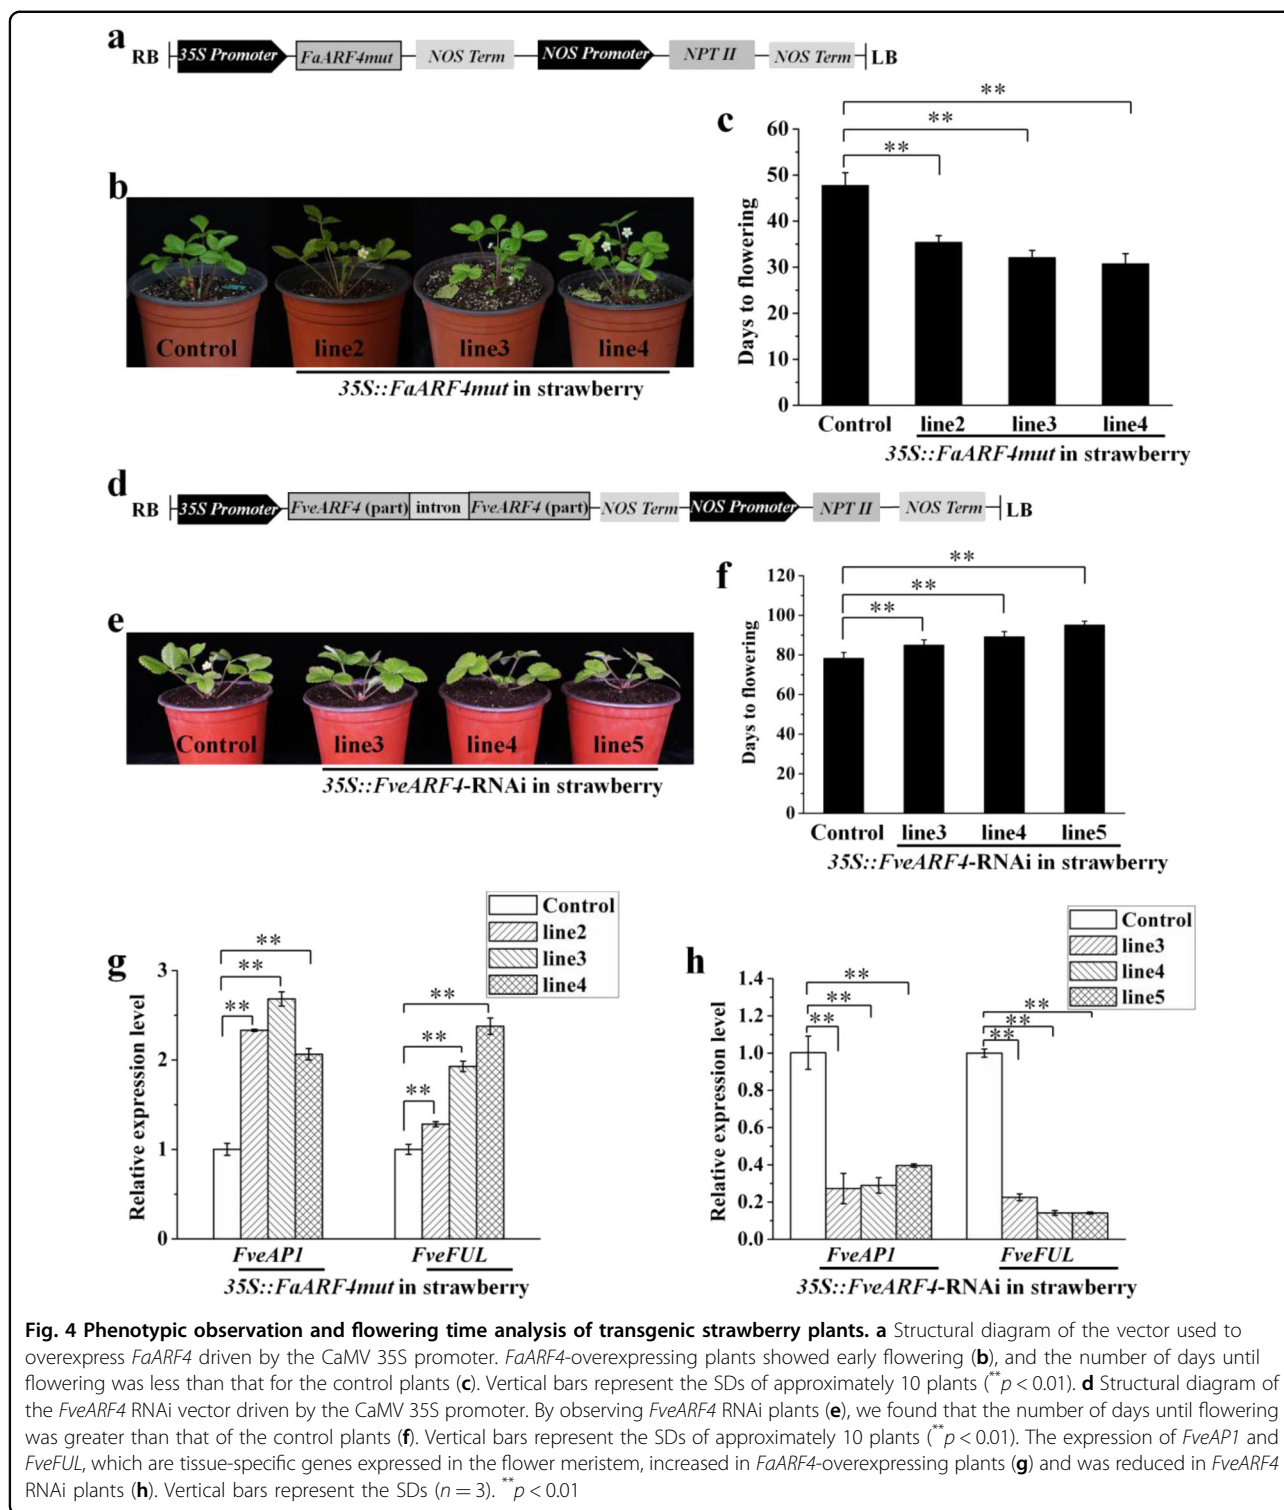 a
RB 35S Promoter FaARF4mut NOS Term NOS Promoter NPT II NOS Term LB
b
Control line2 line3 line4
35S::FaARF4mut in strawberry
c
** ** **
Days to flowering
60
50
40
30
00
10
0
Control line2 line3 line4
35S::FaARF4mut in strawberry
d
RB 35S Promoter FveARF4 (part) intron FveARF4 (part) NOS Term NOS Promoter NPT II NOS Term LB
e
Control line3 line4 line5
35S::FveARF4-RNAi in strawberry
f
** ** **
Days to flowering
120
100
80
60
40
20
0
Control line3 line4 line5
35S::FveARF4-RNAi in strawberry
g
Control
line2
line3
line4
** ** ** ** ** **
Relative expression level
3
2
1
0
FveAP1 FveFUL
35S::FaARF4mut in strawberry
h
Control
line3
line4
line5
** ** ** ** ** **
Relative expression level
1.4
1.2
1.0
0.8
0.6
0.4
0.2
0.0
FveAP1 FveFUL
35S::FveARF4-RNAi in strawberry
Fig. 4 Phenotypic observation and flowering time analysis of transgenic strawberry plants. a Structural diagram of the vector used to
overexpress FaARF4 driven by the CaMV 35S promoter. FaARF4-overexpressing plants showed early flowering (b), and the number of days until
flowering was less than that for the control plants (c). Vertical bars represent the SDs of approximately 10 plants (**p < 0.01). d Structural diagram of
the FveARF4 RNAi vector driven by the CaMV 35S promoter. By observing FveARF4 RNAi plants (e), we found that the number of days until flowering
was greater than that of the control plants (f). Vertical bars represent the SDs of approximately 10 plants (**p < 0.01). The expression of FveAP1 and
FveFUL, which are tissue-specific genes expressed in the flower meristem, increased in FaARF4-overexpressing plants (g) and was reduced in FveARF4
RNAi plants (h). Vertical bars represent the SDs (n = 3). **p < 0.01